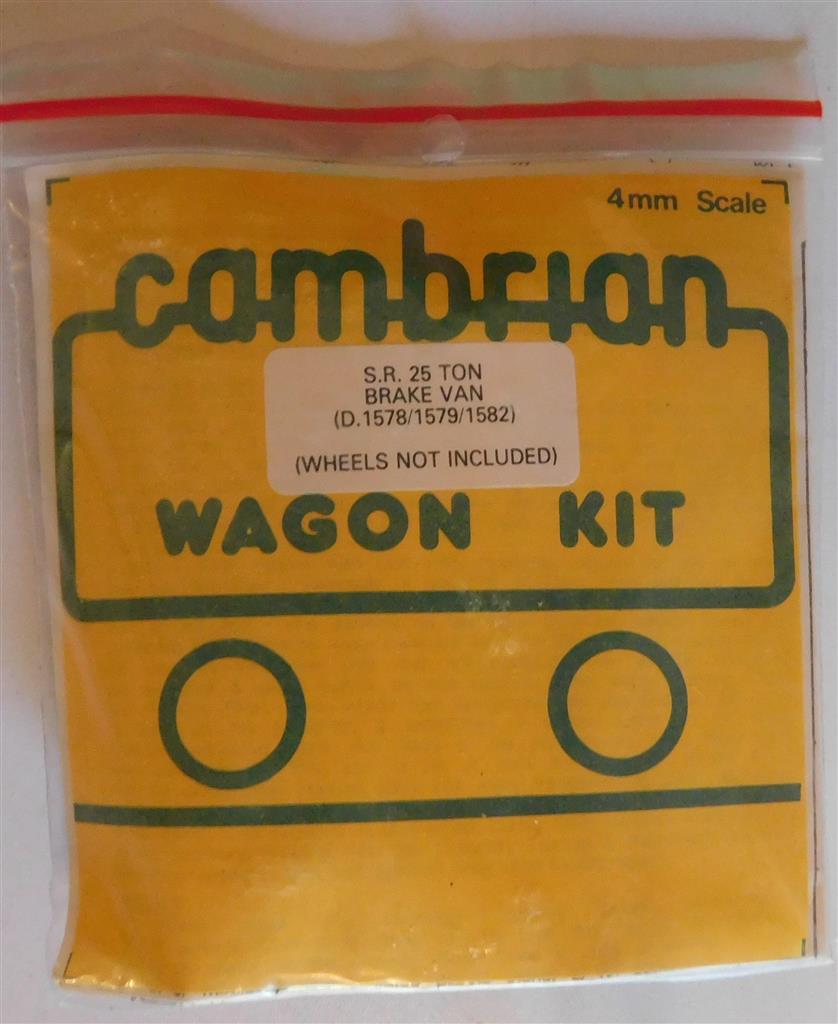 4mm Scale
cambrian
S.R. 25 TON
BRAKE VAN
(D.1578/1579/1582)
(WHEELS NOT INCLUDED)
WAGON KIT